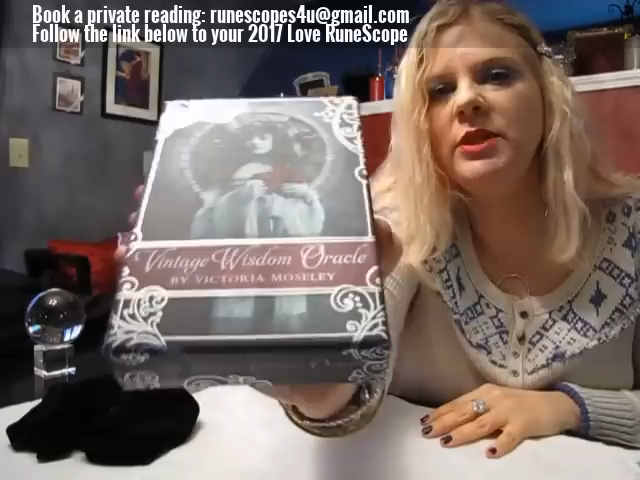 Book a private reading: runescopes4u@gmail.com
Follow the link below to your 2017 Love RuneScope
Vintage Wisdom Oracle
BY VICTORIA MOSELEY